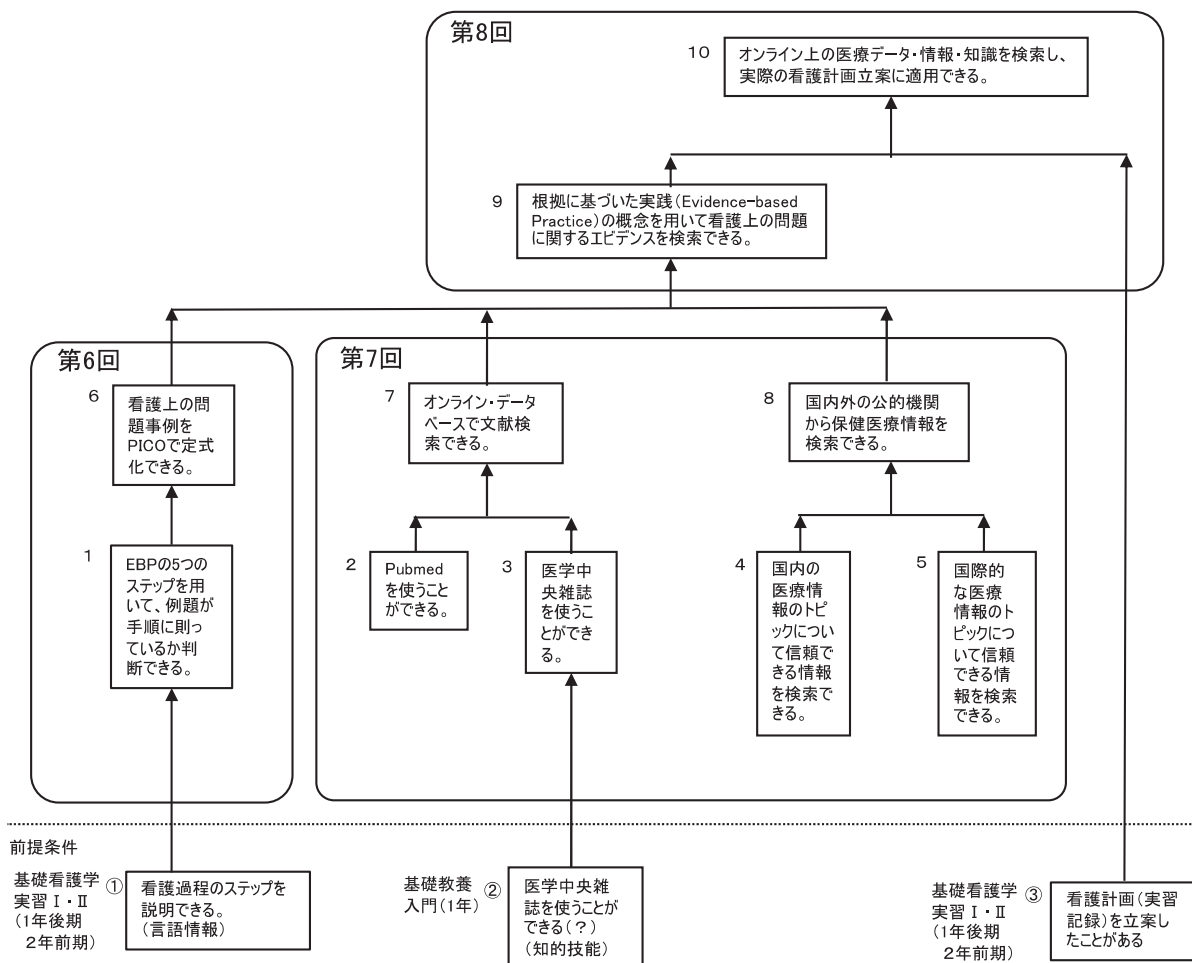 第8回
10
オンライン上の医療データ・情報・知識を検索し、
実際の看護計画立案に適用できる。
9
根拠に基づいた実践(Evidence-based
Practice)の概念を用いて看護上の問題
に関するエビデンスを検索できる。
第6回
6
看護上の問
題事例を
PICOで定式
化できる。
1
EBPの5つの
ステップを用
いて、例題が
手順に則っ
ているか判
断できる。
第7回
7
オンライン・データ
ベースで文献検
索できる。
8
国内外の公的機関
から保健医療情報を
検索できる。
2
Pubmed
を使うこと
ができる。
3
医学中
央雑誌
を使うこ
とができ
る。
4
国内の
医療情
報のトピ
ックについ
て信頼で
きる情報
を検索で
きる。
5
国際的
な医療
情報のト
ピックにつ
いて信頼
できる情
報を検索
できる。
前提条件
基礎看護学
実習Ⅰ・Ⅱ
(1年後期
2年前期)
①
看護過程のステップを
説明できる。
(言語情報)
基礎教養
入門(1年)
②
医学中央雑
誌を使うことが
できる(?)
(知的技能)
基礎看護学
実習Ⅰ・Ⅱ
(1年後期
2年前期)
③
看護計画(実習
記録)を立案し
たことがある